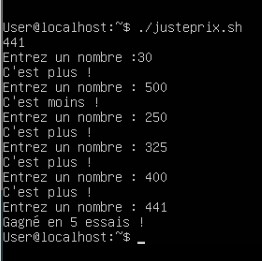 User@localhost:~$ ./justeprix.sh
441
Entrez un nombre :30
C'est plus !
Entrez un nombre : 500
C'est moins !
Entrez un nombre : 250
C'est plus !
Entrez un nombre : 325
C'est plus !
Entrez un nombre : 400
C'est plus !
Entrez un nombre : 441
Gagné en 5 essais !
User@localhost:~$ _